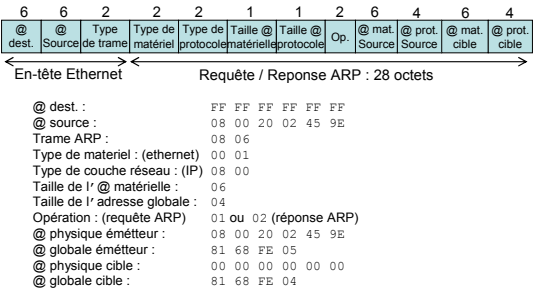 6 6 2 2 2 1 1 2 6 4 6 4
@ dest. @ Source Type de trame Type de matériel Type de protocole Taille @ matérielle Taille @ protocole Op. @ mat. Source @ prot. Source @ mat. cible @ prot. cible
En-tête Ethernet Requête / Reponse ARP : 28 octets
@ dest. : FF FF FF FF FF FF
@ source : 08 00 20 02 45 9E
Trame ARP : 08 06
Type de materiel : (ethernet) 00 01
Type de couche réseau : (IP) 08 00
Taille de l' @ matérielle : 06
Taille de l' adresse globale : 04
Opération : (requête ARP) 01 ou 02 (réponse ARP)
@ physique émétteur : 08 00 20 02 45 9E
@ globale émétteur : 81 68 FE 05
@ physique cible : 00 00 00 00 00 00
@ globale cible : 81 68 FE 04